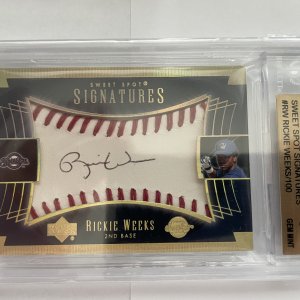 SWEET SPOT
SIGNATURES
RICKIE WEEKS
2ND BASE
SWEET SPOT SIGNATURES
#RW RICKIE WEEKS/100
GEM MINT